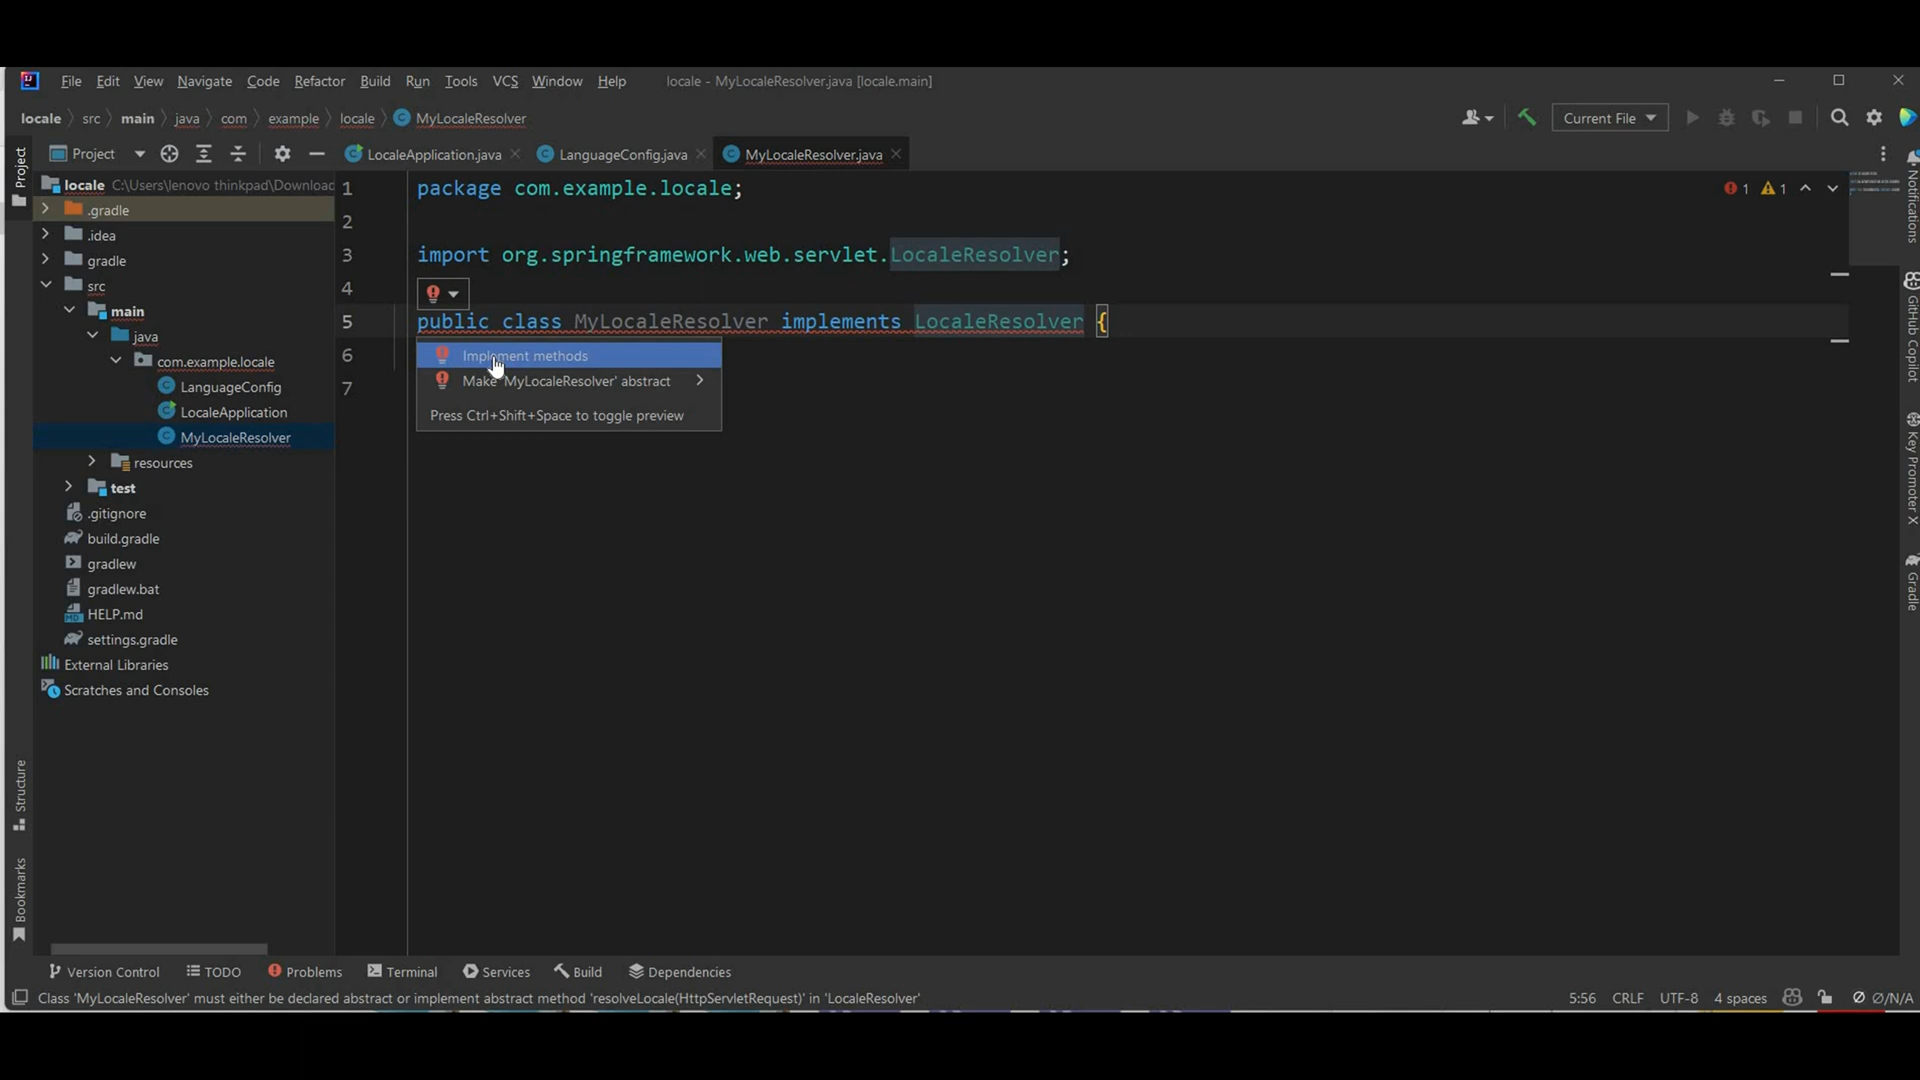 File Edit View Navigate Code Refactor Build Run Tools VCS Window Help locale - MyLocaleResolver.java [locale.main]
locale src main java com example locale MyLocaleResolver Current File
Project LocaleApplication.java LanguageConfig.java MyLocaleResolver.java
Project
Notifications
GitHub Copilot
Key Promoter X
Gradle
locale C:\Users\lenovo thinkpad\Download
.gradle
.idea
gradle
src
main
java
com.example.locale
LanguageConfig
LocaleApplication
MyLocaleResolver
resources
test
.gitignore
build.gradle
gradlew
gradlew.bat
HELP.md
settings.gradle
External Libraries
Scratches and Consoles
Structure
Bookmarks
1 package com.example.locale;
2
3 import org.springframework.web.servlet.LocaleResolver;
4
5 public class MyLocaleResolver implements LocaleResolver {
6
7
1 1
Implement methods
Make 'MyLocaleResolver' abstract
Press Ctrl+Shift+Space to toggle preview
Version Control TODO Problems Terminal Services Build Dependencies
Class 'MyLocaleResolver' must either be declared abstract or implement abstract method 'resolveLocale(HttpServletRequest)' in 'LocaleResolver' 5:56 CRLF UTF-8 4 spaces Ø/N/A